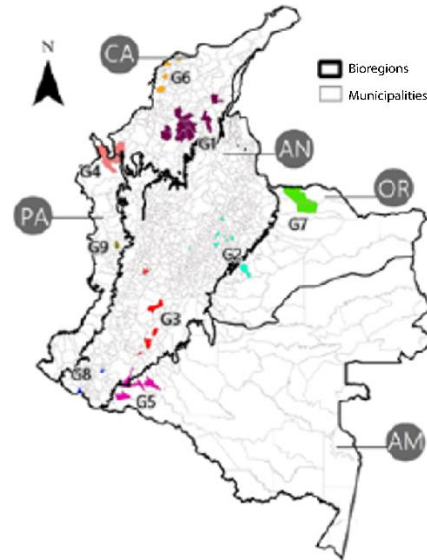 N
CA
Bioregions
G6
Municipalities
G1
AN
G4
OR
PA
G7
G9
G2
G3
G8
G5
AM